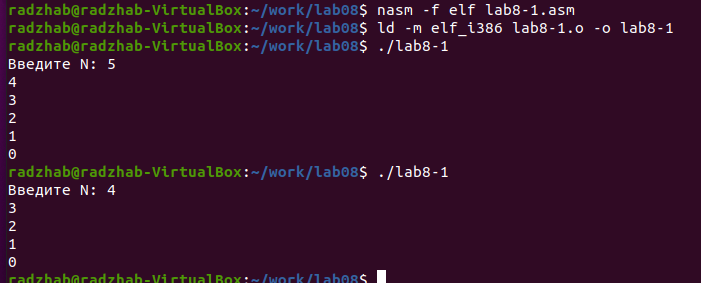 radzhab@radzhab-VirtualBox:~/work/lab08$ nasm -f elf lab8-1.asm
radzhab@radzhab-VirtualBox:~/work/lab08$ ld -m elf_i386 lab8-1.o -o lab8-1
radzhab@radzhab-VirtualBox:~/work/lab08$ ./lab8-1
Введите N: 5
4
3
2
1
0
radzhab@radzhab-VirtualBox:~/work/lab08$ ./lab8-1
Введите N: 4
3
2
1
0
radzhab@radzhab-VirtualBox:~/work/lab08$